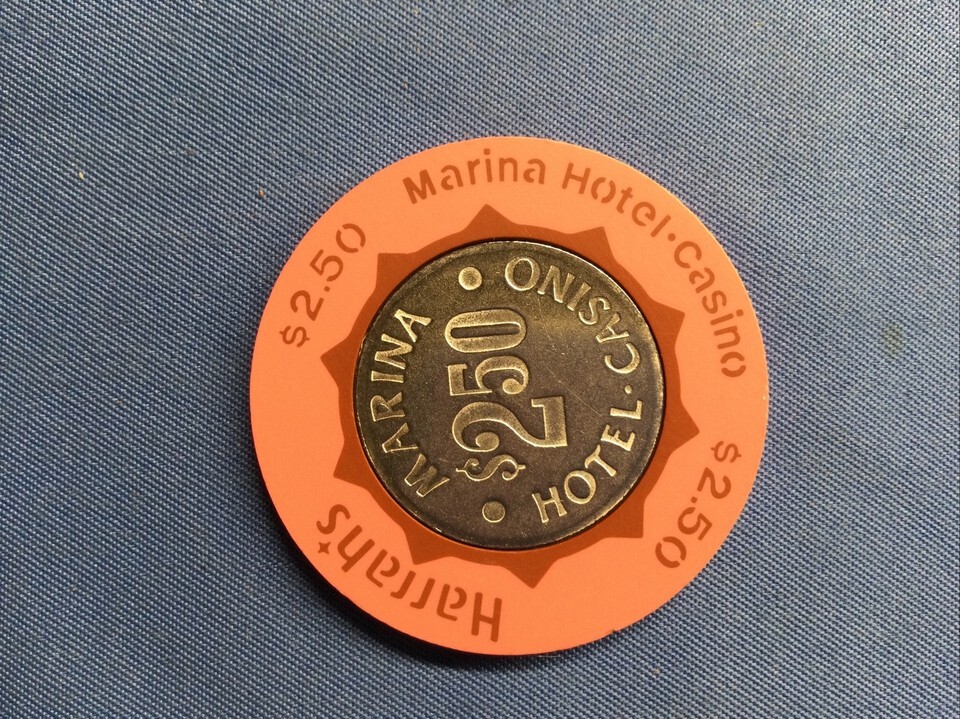 Marina Hotel·Casino
$2.50
Harrah's
$2.50
MARINA
HOTEL·CASINO
$250